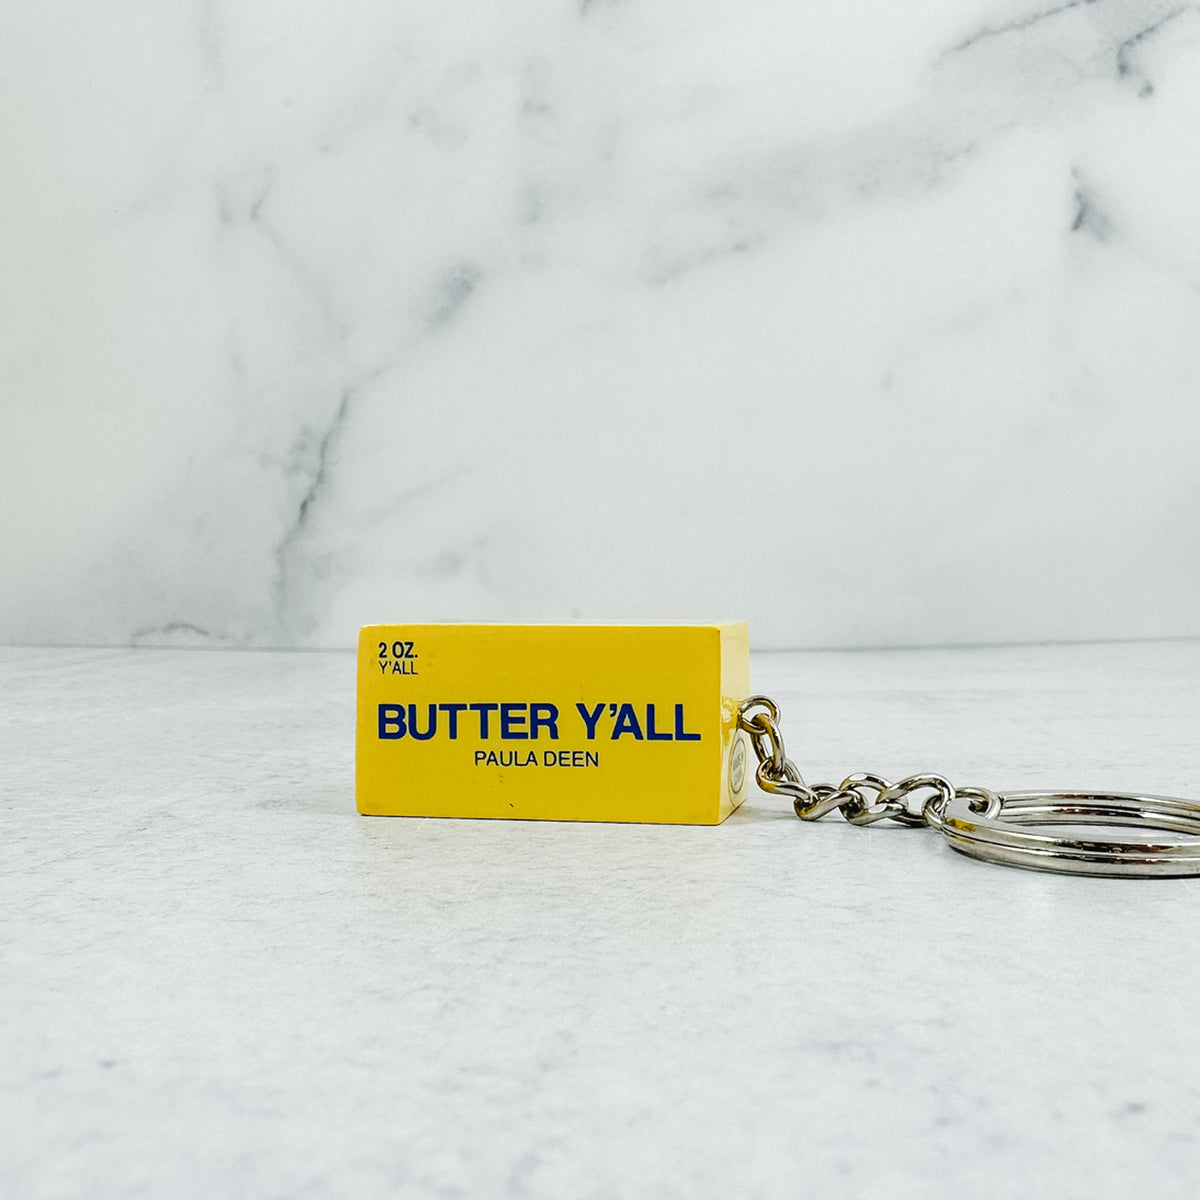 2 OZ.
Y'ALL
BUTTER Y'ALL
PAULA DEEN